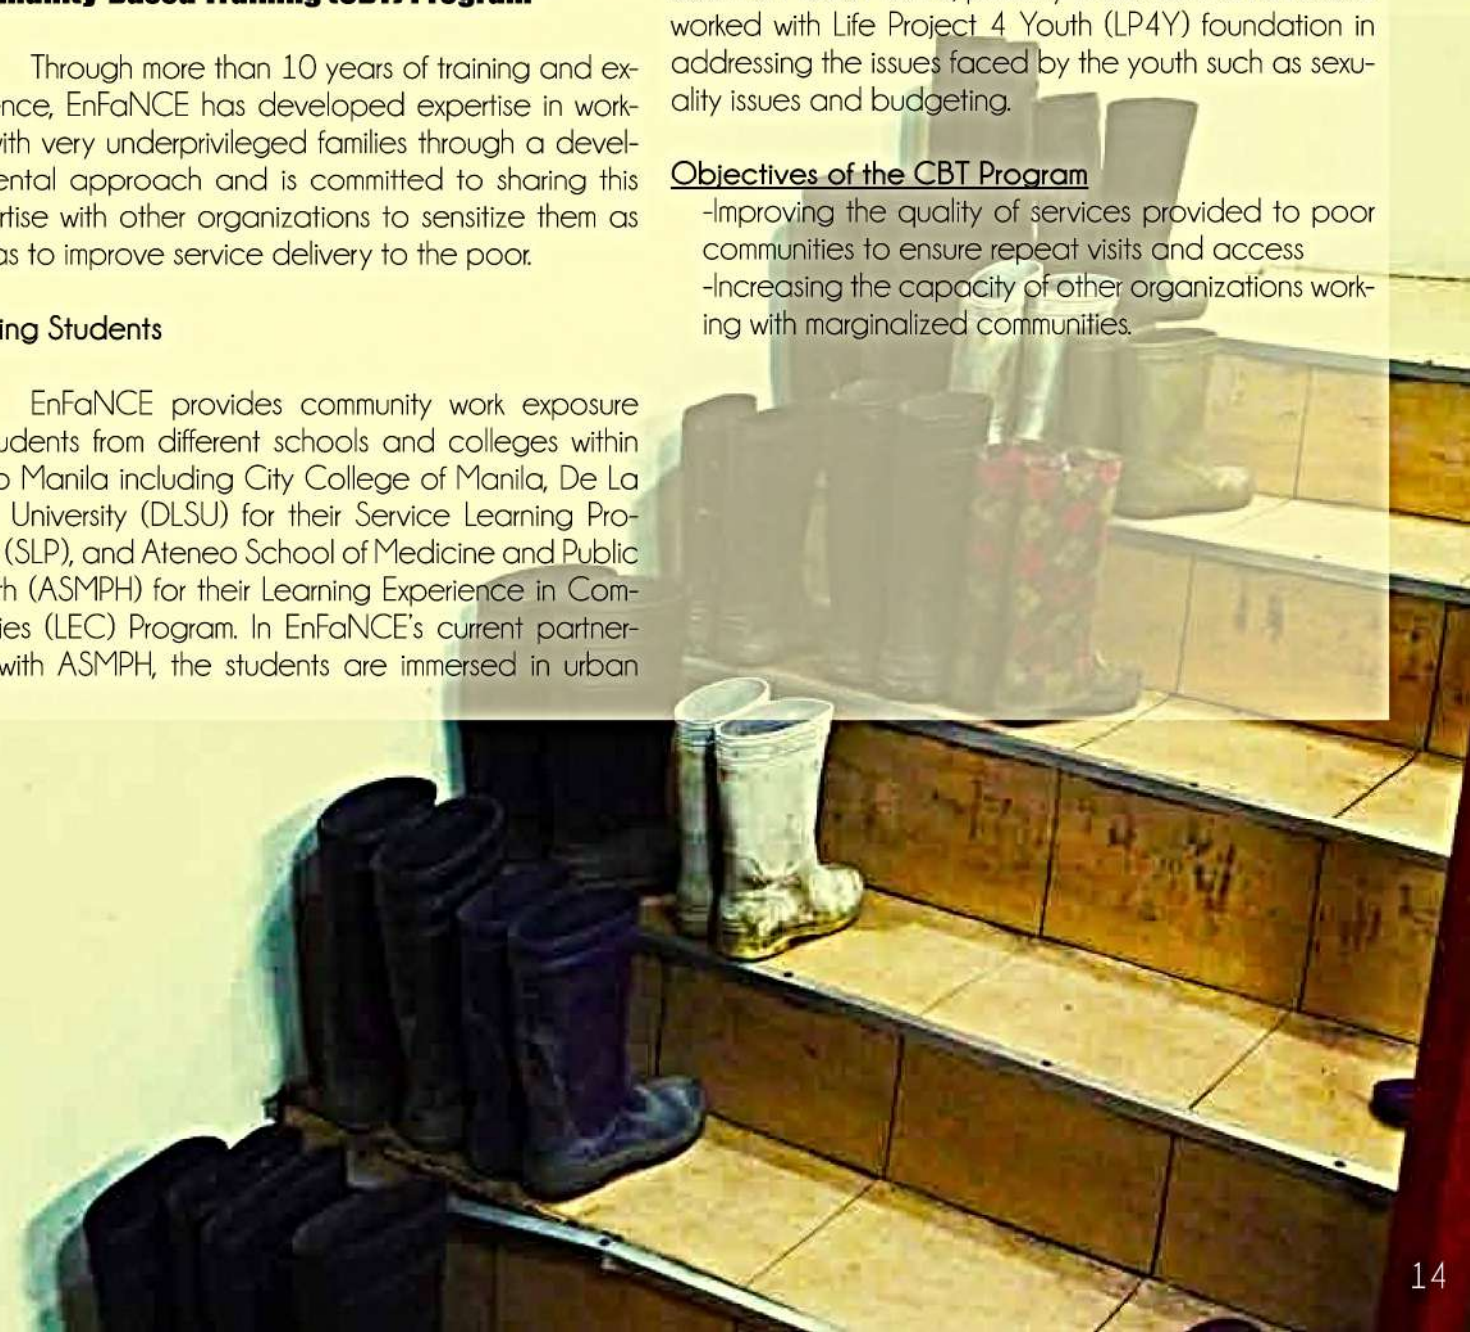 Through more than 10 years of training and ex-
nce, EnFaNCE has developed expertise in work-
with very underprivileged families through a devel-
ental approach and is committed to sharing this
rtise with other organizations to sensitize them as
as to improve service delivery to the poor.
ing Students
EnFaNCE provides community work exposure
udents from different schools and colleges within
o Manila including City College of Manila, De La
University (DLSU) for their Service Learning Pro-
(SLP), and Ateneo School of Medicine and Public
th (ASMPH) for their Learning Experience in Com-
ies (LEC) Program. In EnFaNCE's current partner-
with ASMPH, the students are immersed in urban
worked with Life Project 4 Youth (LP4Y) foundation in
addressing the issues faced by the youth such as sexu-
ality issues and budgeting.
Objectives of the CBT Program
-Improving the quality of services provided to poor
communities to ensure repeat visits and access
-Increasing the capacity of other organizations work-
ing with marginalized communities.
14